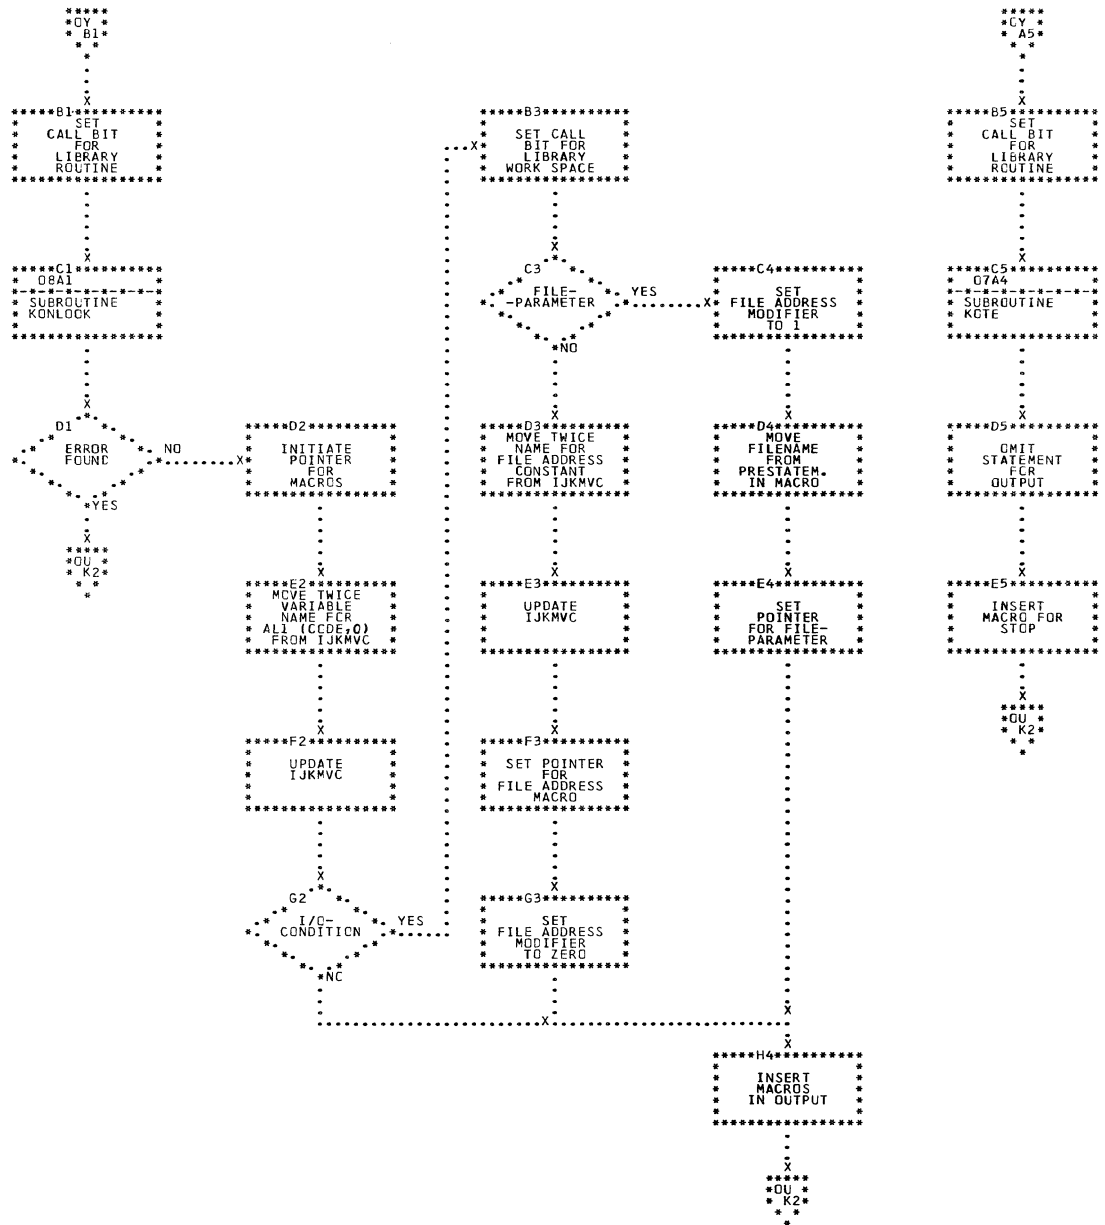 OY
B1
B1
SET
CALL BIT
FOR
LIBRARY
ROUTINE
C1
08A1
SUBROUTINE
KONLOOK
D1
ERROR
FOUND
NO
YES
OU
K2
D2
INITIATE
POINTER
FOR
MACROS
E2
MOVE TWICE
VARIABLE
NAME FOR
AL1 (CCDE,0)
FROM IJKMVC
F2
UPDATE
IJKMVC
G2
I/O-
CONDITION
YES
NC
B3
SET CALL
BIT FOR
LIBRARY
WORK SPACE
C3
FILE-
-PARAMETER
YES
NO
D3
MOVE TWICE
NAME FOR
FILE ADDRESS
CONSTANT
FROM IJKMVC
E3
UPDATE
IJKMVC
F3
SET POINTER
FOR
FILE ADDRESS
MACRO
G3
SET
FILE ADDRESS
MODIFIER
TO ZERO
C4
SET
FILE ADDRESS
MODIFIER
TO 1
D4
MOVE
FILENAME
FROM
PRESTATEM.
IN MACRO
E4
SET
POINTER
FOR FILE-
PARAMETER
H4
INSERT
MACROS
IN OUTPUT
OU
K2
CY
A5
B5
SET
CALL BIT
FOR
LIBRARY
ROUTINE
C5
07A4
SUBROUTINE
KOTE
D5
OMIT
STATEMENT
FOR
OUTPUT
E5
INSERT
MACRO FOR
STOP
OU
K2